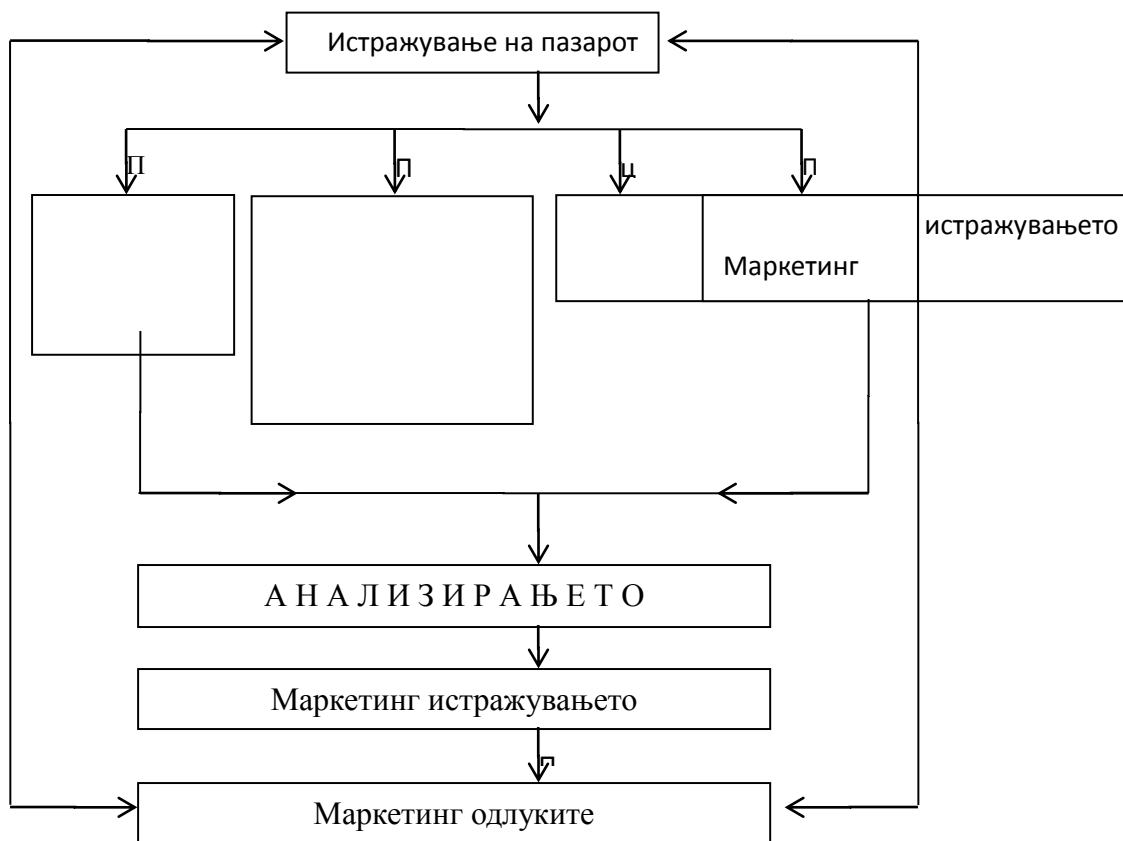 Истражување на пазарот
П
П
Ц
П
истражувањето
Маркетинг
А Н А Л И З И Р А Њ Е Т О
Маркетинг истражувањето
Маркетинг одлуките